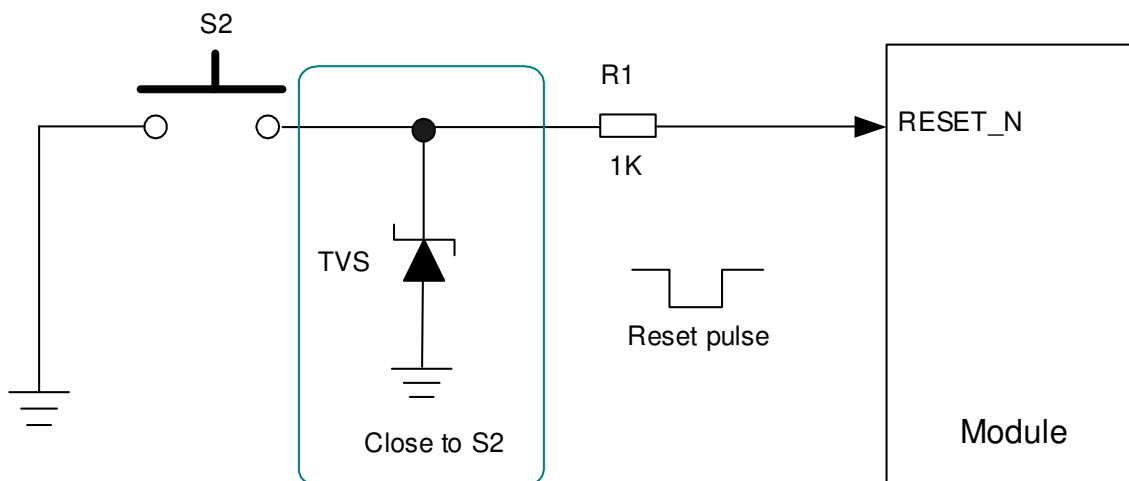 S2
R1
RESET_N
1K
TVS
Reset pulse
Close to S2
Module